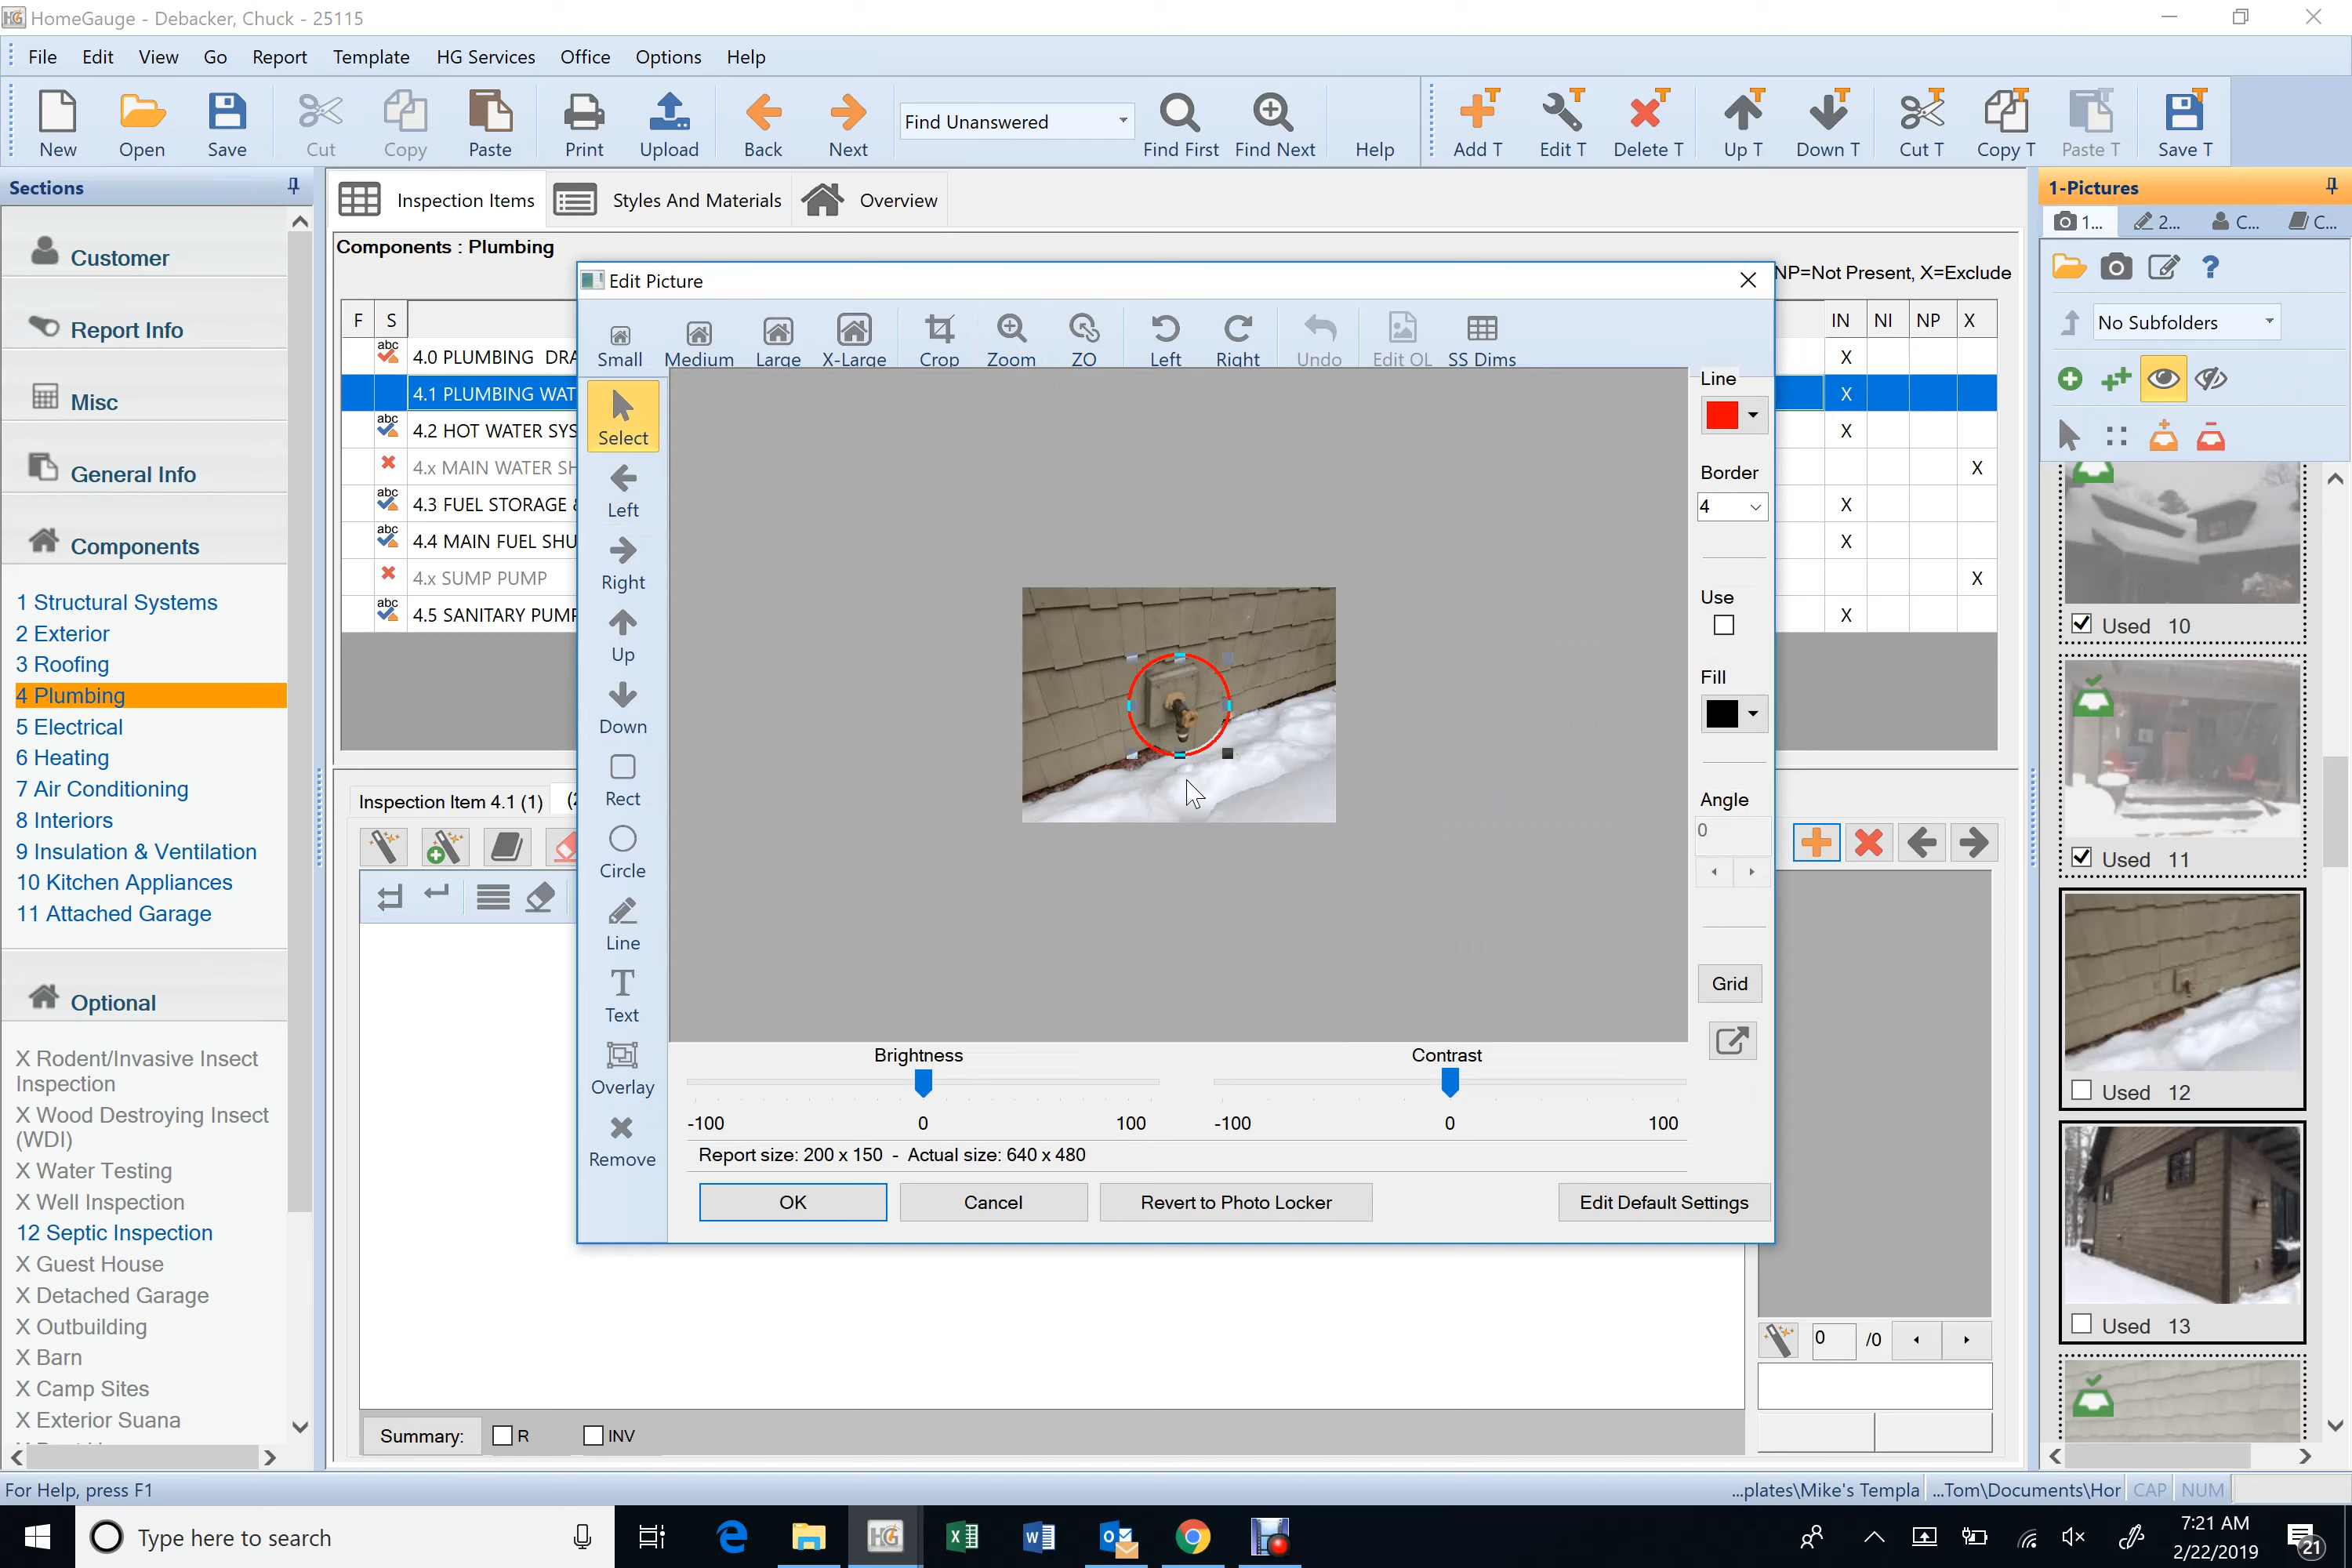 HomeGauge - Debacker, Chuck - 25115
File Edit View Go Report Template HG Services Office Options Help
New Open Save Cut Copy Paste Print Upload Back Next Find Unanswered Find First Find Next Help Add T Edit T Delete T Up T Down T Cut T Copy T Paste T Save T
Sections
Customer
Report Info
Misc
General Info
Components
1 Structural Systems
2 Exterior
3 Roofing
4 Plumbing
5 Electrical
6 Heating
7 Air Conditioning
8 Interiors
9 Insulation & Ventilation
10 Kitchen Appliances
11 Attached Garage
Optional
X Rodent/Invasive Insect
Inspection
X Wood Destroying Insect
(WDI)
X Water Testing
X Well Inspection
12 Septic Inspection
X Guest House
X Detached Garage
X Outbuilding
X Barn
X Camp Sites
X Exterior Suana
Inspection Items Styles And Materials Overview
Components : Plumbing
NP=Not Present, X=Exclude
F S IN NI NP X
abc 4.0 PLUMBING DRA X
4.1 PLUMBING WAT X
abc 4.2 HOT WATER SYS X
4.x MAIN WATER SH X
abc 4.3 FUEL STORAGE & X
abc 4.4 MAIN FUEL SHU X
4.x SUMP PUMP X
abc 4.5 SANITARY PUMP X
Inspection Item 4.1 (1) (2
Edit Picture
Small Medium Large X-Large Crop Zoom ZO Left Right Undo Edit OL SS Dims
Select
Left
Right
Up
Down
Rect
Circle
Line
Text
Overlay
Remove
Line
Border
4
Use
Fill
Angle
0
Grid
Brightness Contrast
-100 0 100 -100 0 100
Report size: 200 x 150 - Actual size: 640 x 480
OK Cancel Revert to Photo Locker Edit Default Settings
0 /0
Summary: R INV
1-Pictures
1... 2... C... C...
No Subfolders
Used 10
Used 11
Used 12
Used 13
For Help, press F1
...plates\Mike's Templa ...Tom\Documents\Hor CAP NUM
Type here to search
7:21 AM
2/22/2019
21